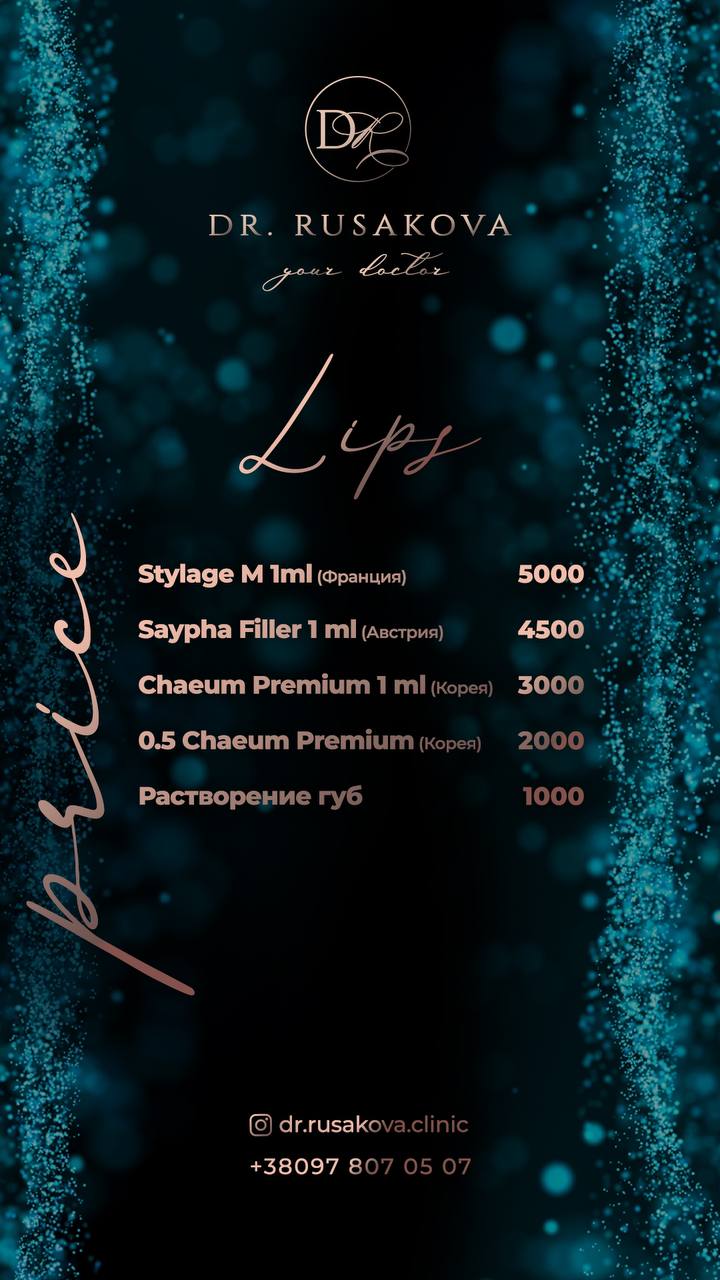 DR
DR. RUSAKOVA
your doctor
Lips
price
Stylage M 1ml (Франция) 5000
Saypha Filler 1 ml (Австрия) 4500
Chaeum Premium 1 ml (Корея) 3000
0.5 Chaeum Premium (Корея) 2000
Растворение губ 1000
dr.rusakova.clinic
+38097 807 05 07